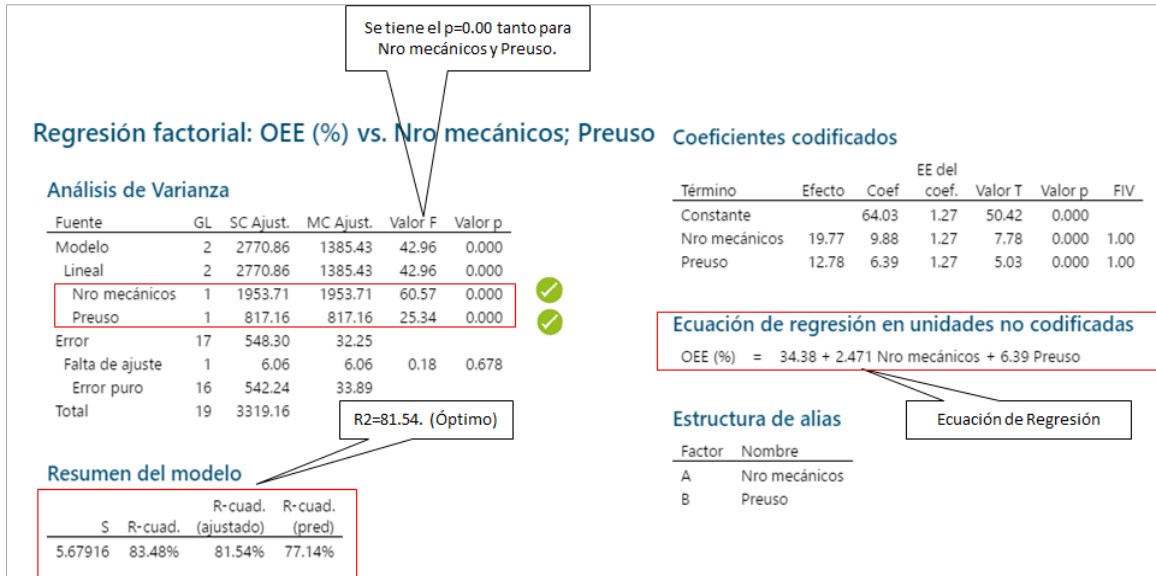 Se tiene el p=0.00 tanto para
Nro mecánicos y Preuso.
Regresión factorial: OEE (%) vs. Nro mecánicos; Preuso
Análisis de Varianza
Fuente GL SC Ajust. MC Ajust. Valor F Valor p
Modelo 2 2770.86 1385.43 42.96 0.000
Lineal 2 2770.86 1385.43 42.96 0.000
Nro mecánicos 1 1953.71 1953.71 60.57 0.000
Preuso 1 817.16 817.16 25.34 0.000
Error 17 548.30 32.25
Falta de ajuste 1 6.06 6.06 0.18 0.678
Error puro 16 542.24 33.89
Total 19 3319.16
R2=81.54. (Óptimo)
Resumen del modelo
R-cuad. R-cuad.
S R-cuad. (ajustado) (pred)
5.67916 83.48% 81.54% 77.14%
Coeficientes codificados
EE del
Término Efecto Coef coef. Valor T Valor p FIV
Constante 64.03 1.27 50.42 0.000
Nro mecánicos 19.77 9.88 1.27 7.78 0.000 1.00
Preuso 12.78 6.39 1.27 5.03 0.000 1.00
Ecuación de regresión en unidades no codificadas
OEE (%) = 34.38 + 2.471 Nro mecánicos + 6.39 Preuso
Ecuación de Regresión
Estructura de alias
Factor Nombre
A Nro mecánicos
B Preuso